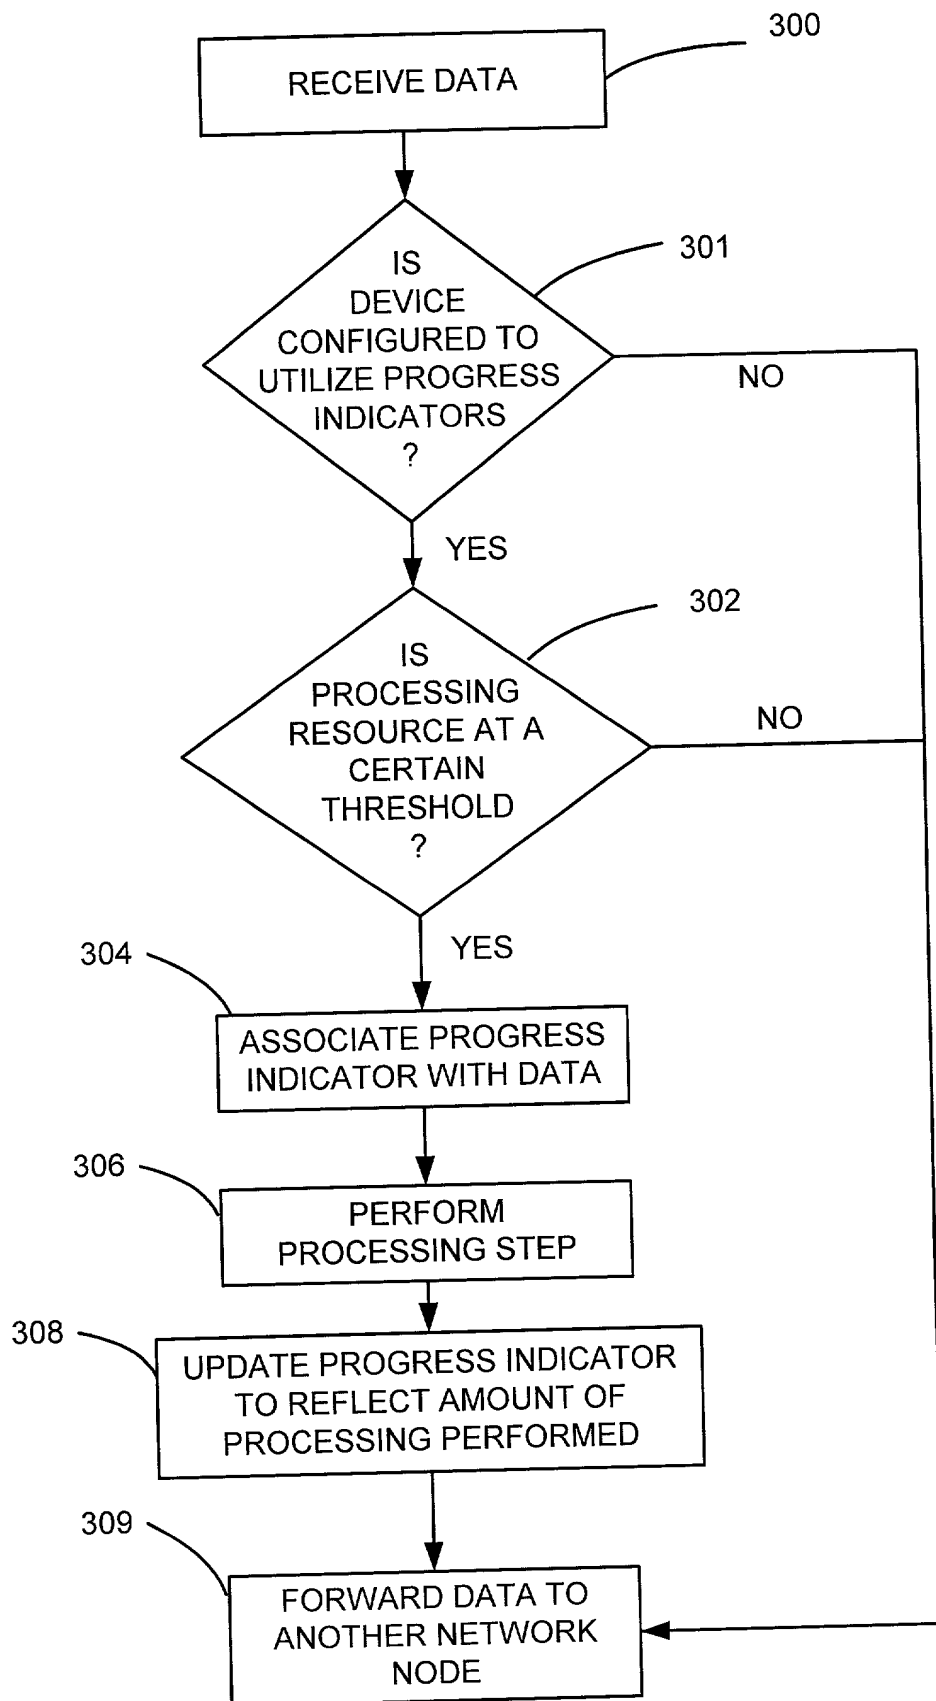 300
RECEIVE DATA
301
IS
DEVICE
CONFIGURED TO
UTILIZE PROGRESS
INDICATORS
?
NO
YES
302
IS
PROCESSING
RESOURCE AT A
CERTAIN
THRESHOLD
?
NO
YES
304
ASSOCIATE PROGRESS
INDICATOR WITH DATA
306
PERFORM
PROCESSING STEP
308
UPDATE PROGRESS INDICATOR
TO REFLECT AMOUNT OF
PROCESSING PERFORMED
309
FORWARD DATA TO
ANOTHER NETWORK
NODE